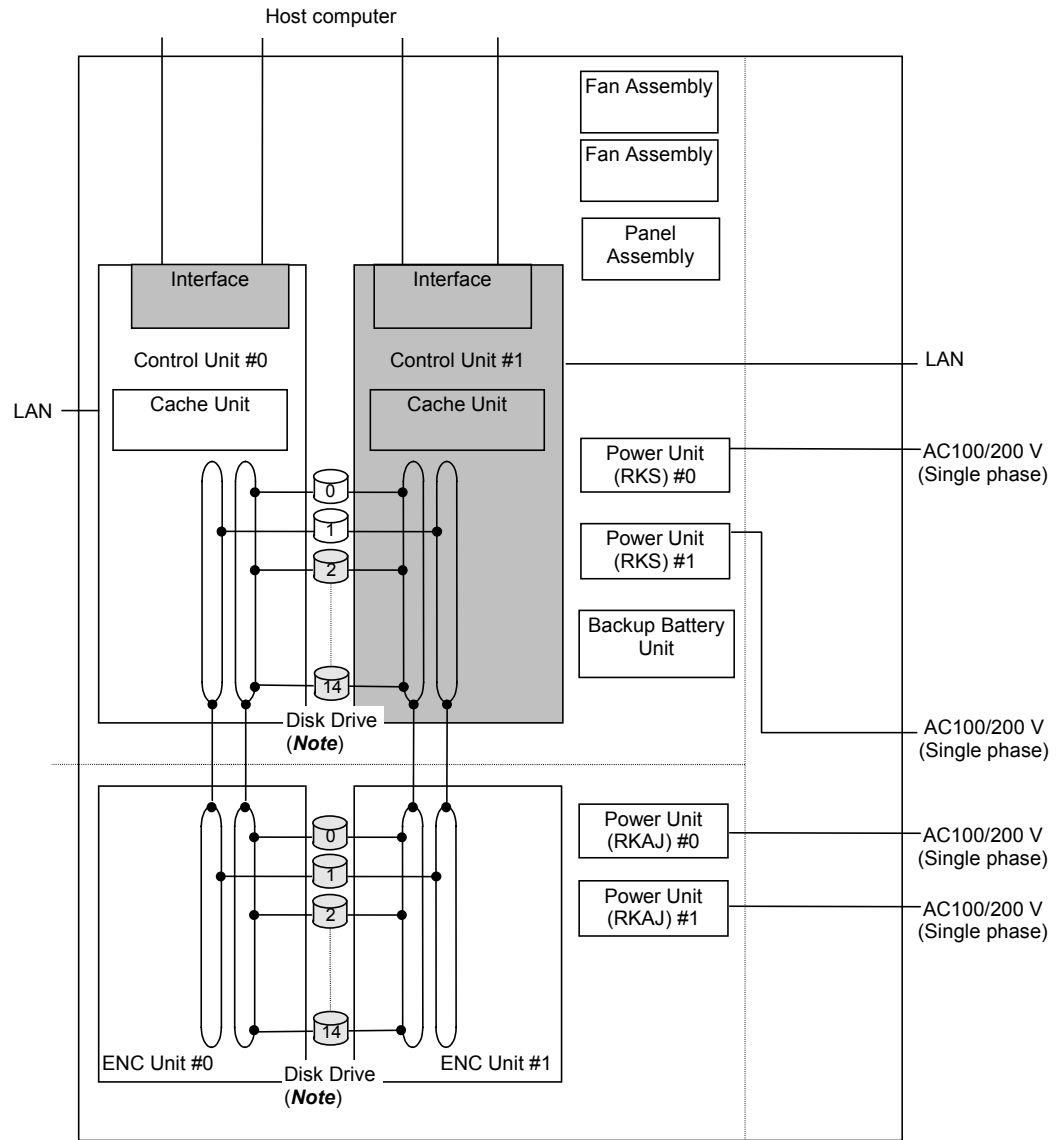 Host computer
Fan Assembly
Fan Assembly
Panel
Assembly
Interface
Interface
Control Unit #0
Control Unit #1
LAN
LAN
Cache Unit
Cache Unit
Power Unit
(RKS) #0
AC100/200 V
(Single phase)
0
1
2
14
Power Unit
(RKS) #1
Backup Battery
Unit
Disk Drive
(Note)
AC100/200 V
(Single phase)
0
1
2
14
Power Unit
(RKAJ) #0
AC100/200 V
(Single phase)
Power Unit
(RKAJ) #1
AC100/200 V
(Single phase)
ENC Unit #0
ENC Unit #1
Disk Drive
(Note)